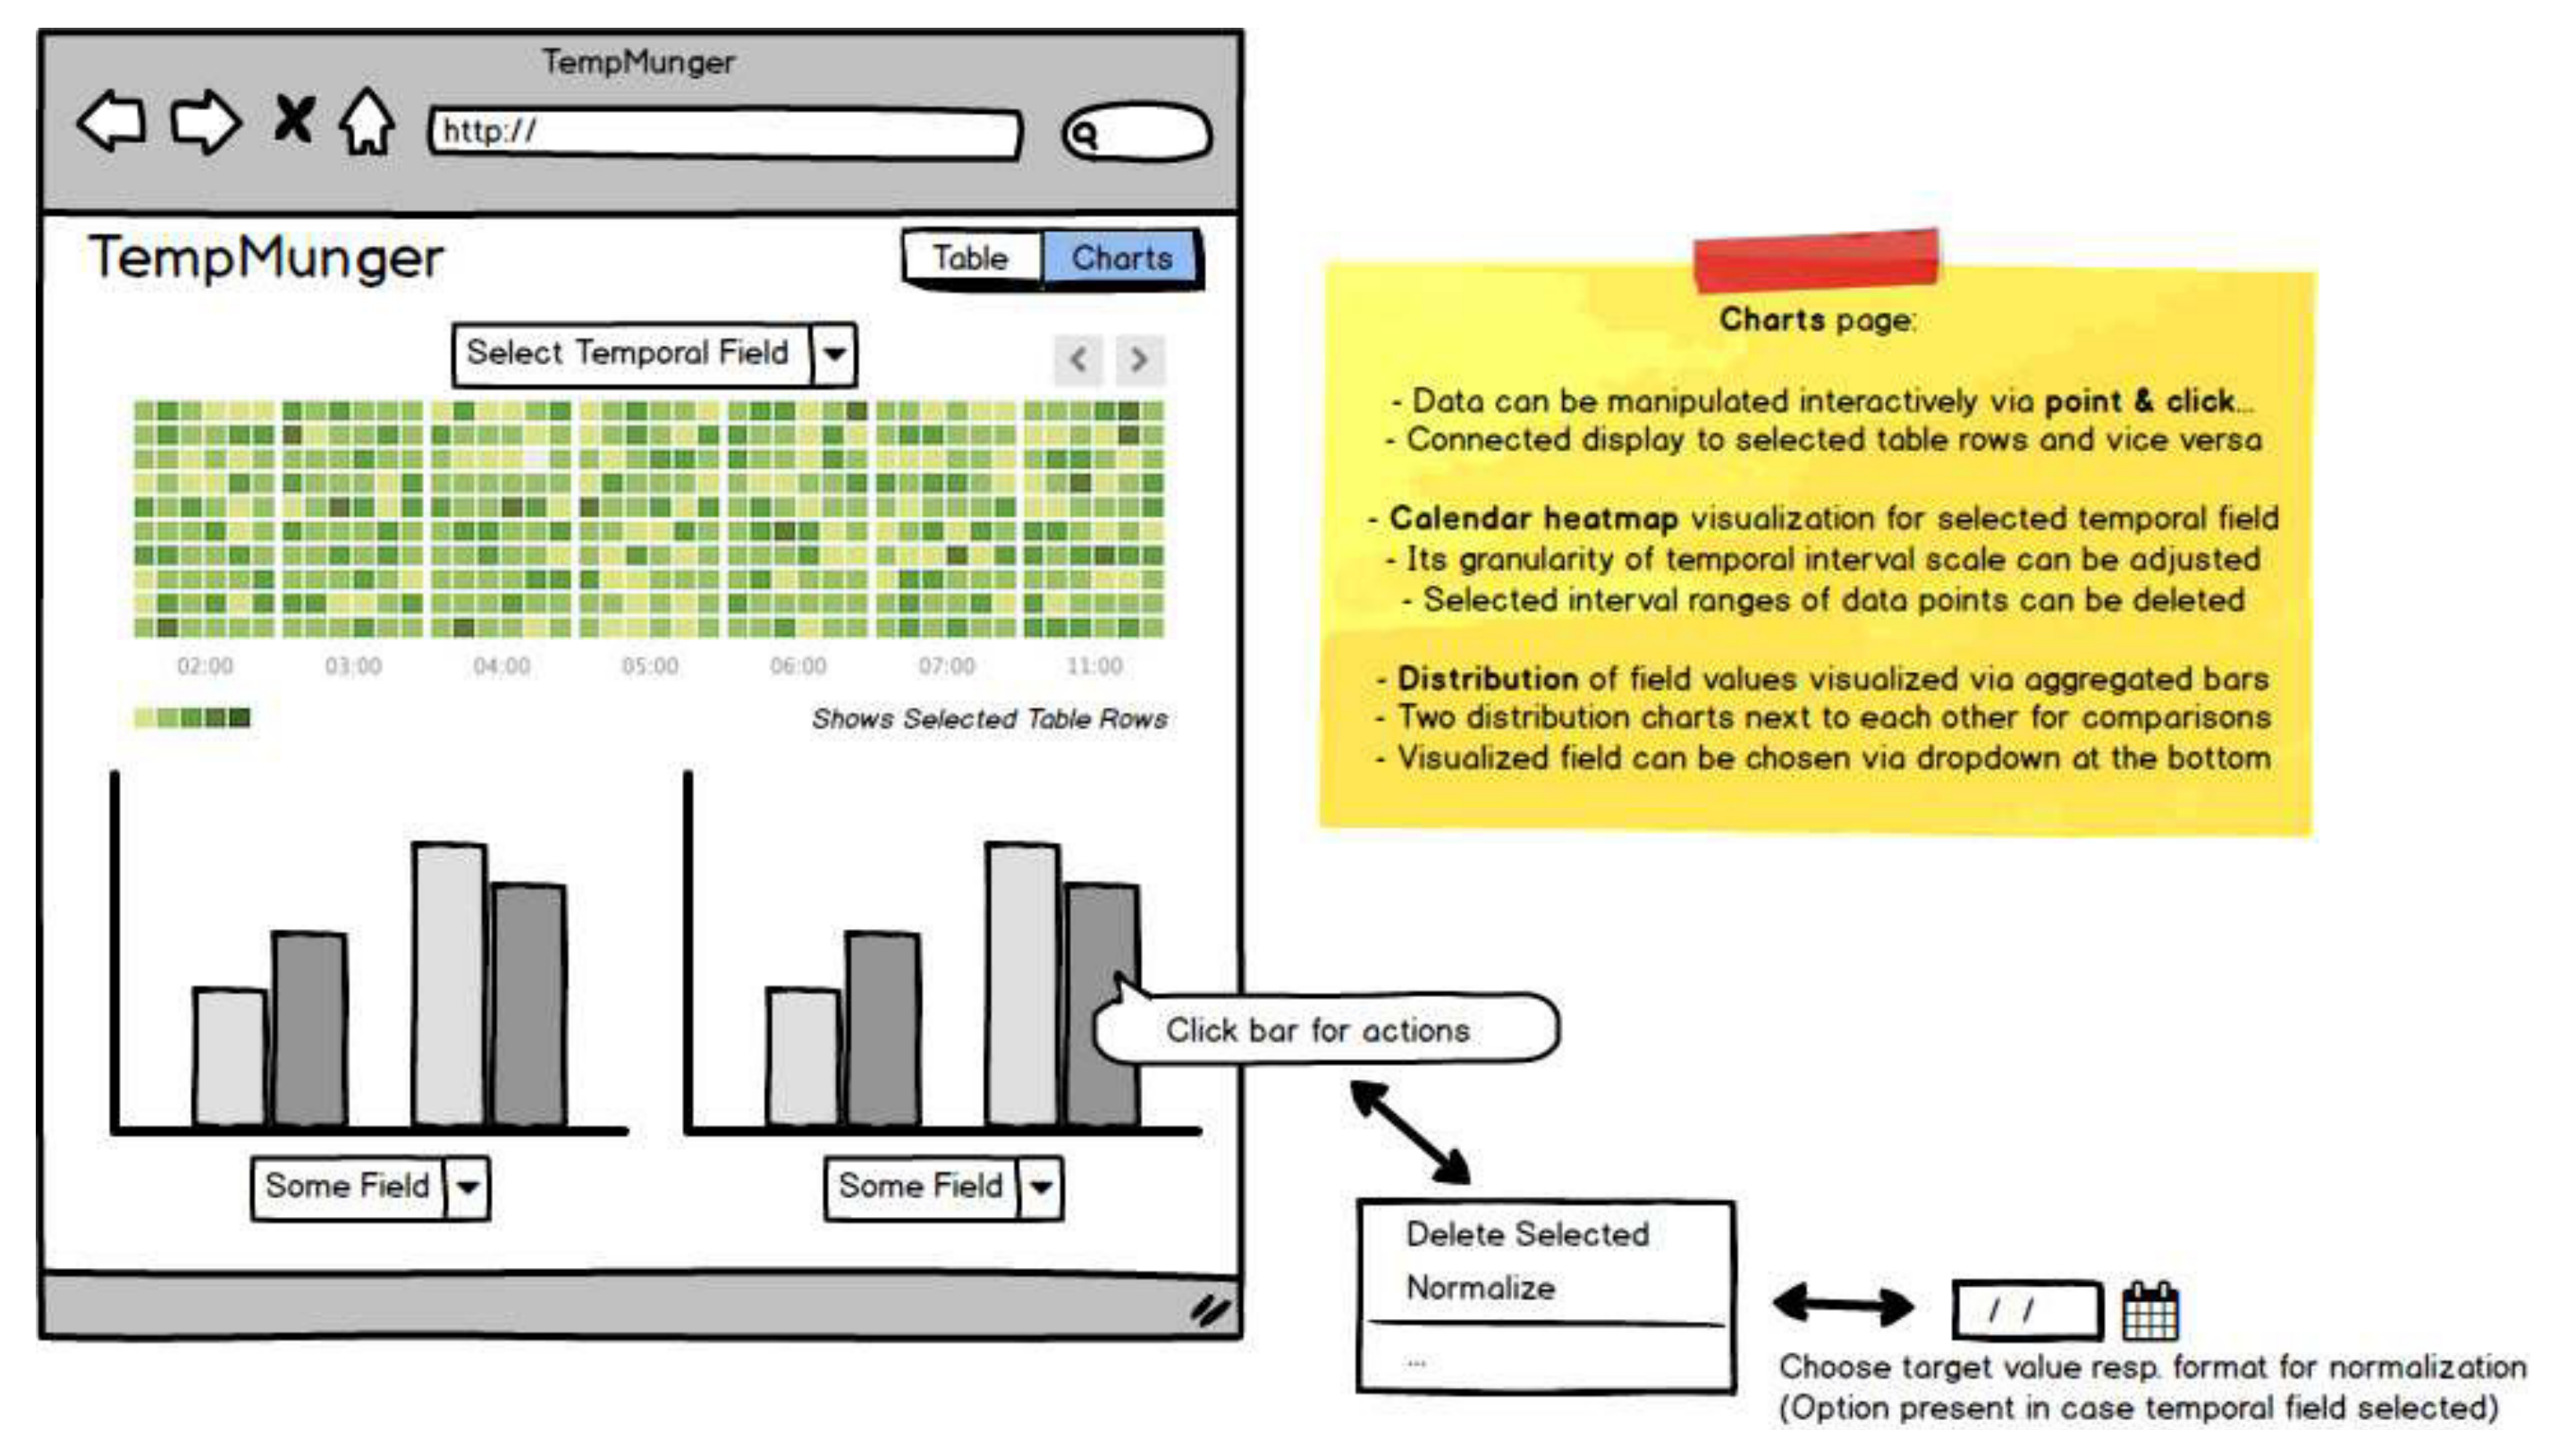 TempMunger
http://
TempMunger
Table
Charts
Select Temporal Field
<
>
02:00 03:00 04:00 05:00 06:00 07:00 11:00
Shows Selected Table Rows
Some Field
Some Field
Click bar for actions
Delete Selected
Normalize
...
/ /
Choose target value resp. format for normalization
(Option present in case temporal field selected)
Charts page:
- Data can be manipulated interactively via point & click...
- Connected display to selected table rows and vice versa
- Calendar heatmap visualization for selected temporal field
- Its granularity of temporal interval scale can be adjusted
- Selected interval ranges of data points can be deleted
- Distribution of field values visualized via aggregated bars
- Two distribution charts next to each other for comparisons
- Visualized field can be chosen via dropdown at the bottom